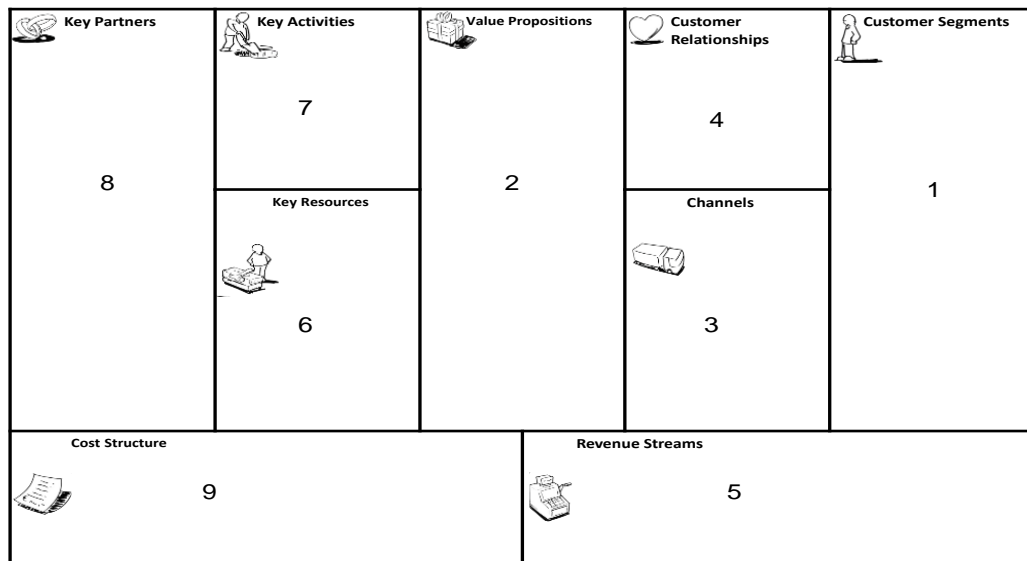 Key Partners
8
Key Activities
7
Key Resources
6
Value Propositions
2
Customer
Relationships
4
Channels
3
Customer Segments
1
Cost Structure
9
Revenue Streams
5